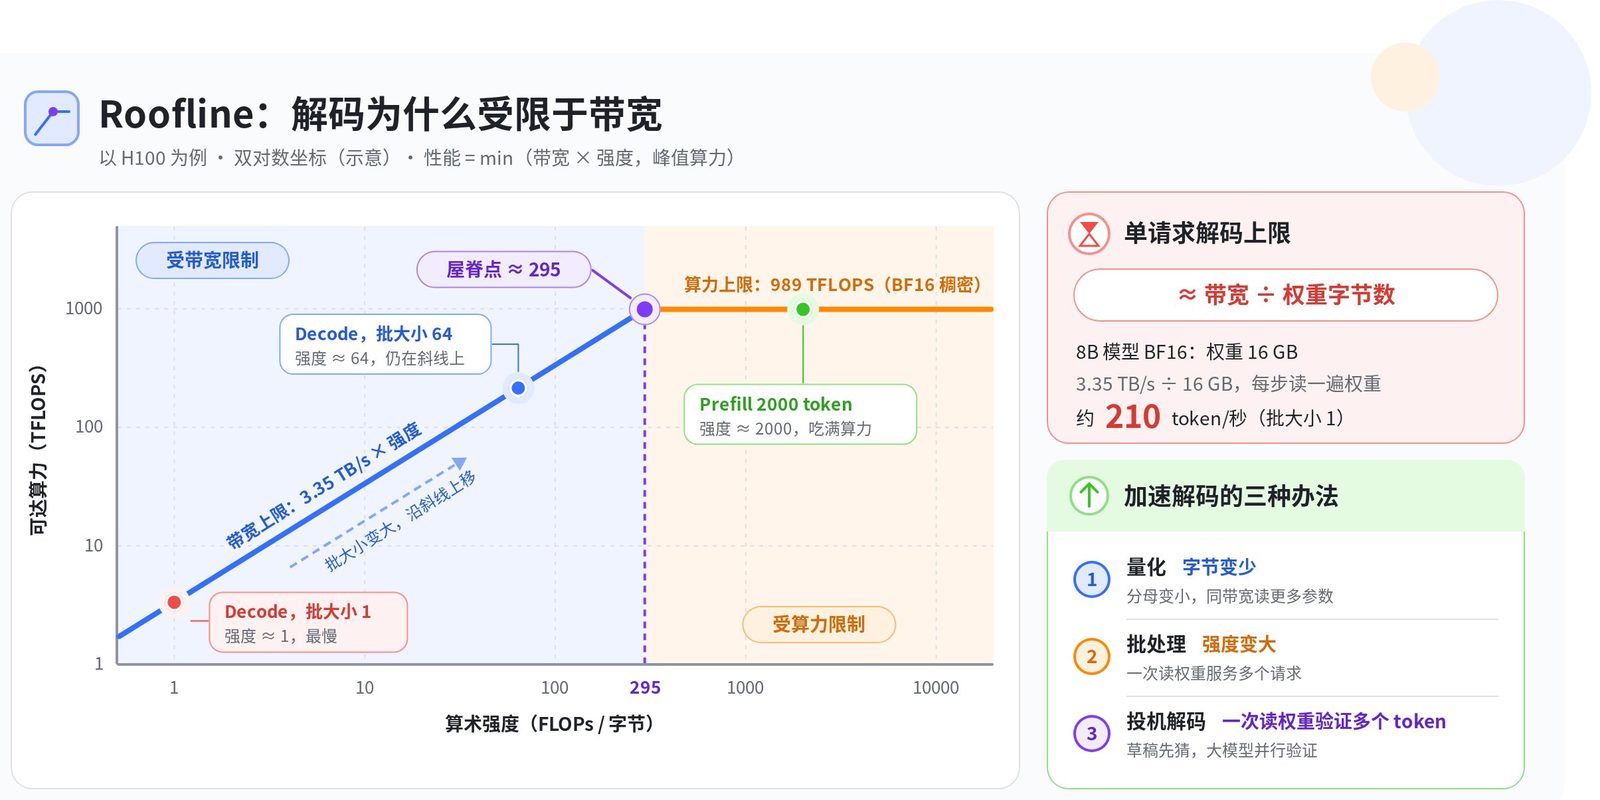 Roofline：解码为什么受限于带宽
以 H100 为例 · 双对数坐标（示意） · 性能 = min（带宽 × 强度，峰值算力）
受带宽限制
屋脊点 ≈ 295
算力上限：989 TFLOPS（BF16 稠密）
Decode，批大小 64
强度 ≈ 64，仍在斜线上
Prefill 2000 token
强度 ≈ 2000，吃满算力
带宽上限：3.35 TB/s × 强度
批大小变大，沿斜线上移
Decode，批大小 1
强度 ≈ 1，最慢
受算力限制
可达算力（TFLOPS）
1000
100
10
1
1
10
100
295
1000
10000
算术强度（FLOPs / 字节）
单请求解码上限
≈ 带宽 ÷ 权重字节数
8B 模型 BF16：权重 16 GB
3.35 TB/s ÷ 16 GB，每步读一遍权重
约 210 token/秒（批大小 1）
加速解码的三种办法
1 量化 字节变少
分母变小，同带宽读更多参数
2 批处理 强度变大
一次读权重服务多个请求
3 投机解码 一次读权重验证多个 token
草稿先猜，大模型并行验证